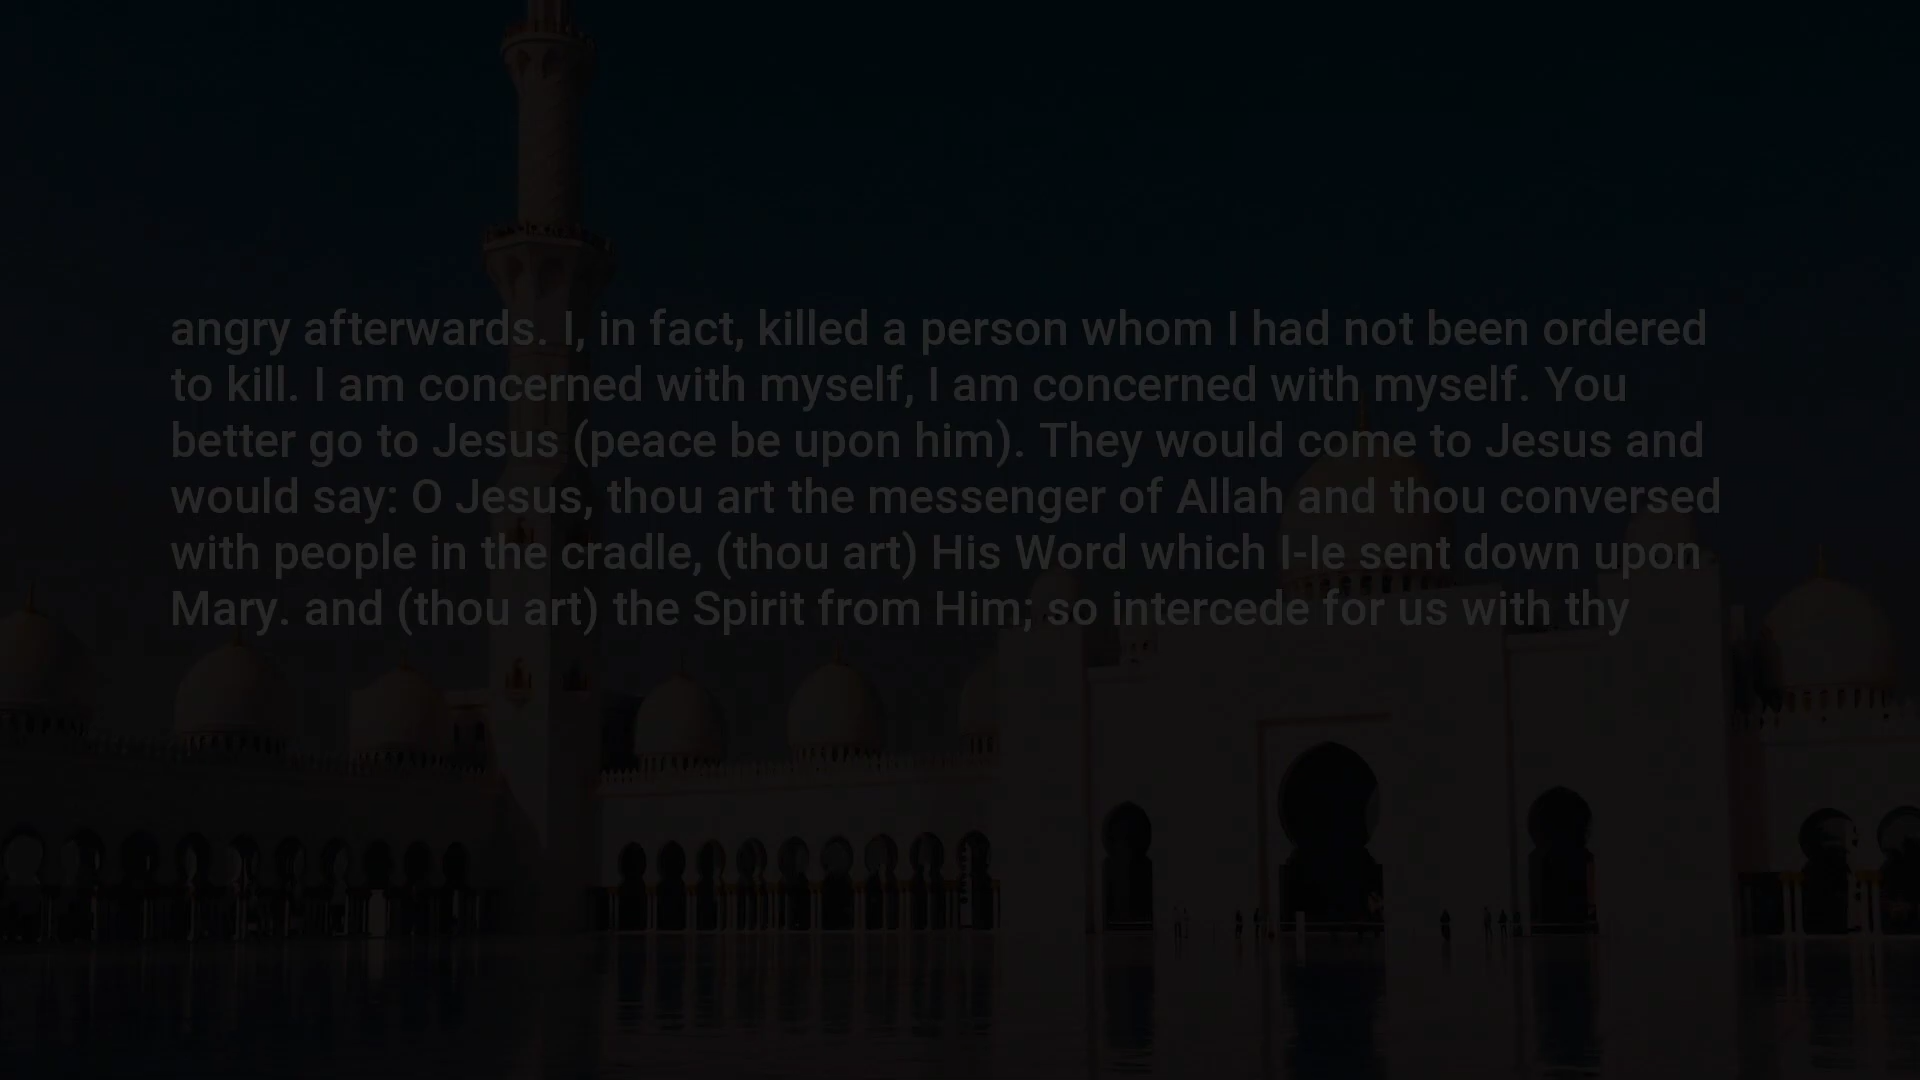 angry afterwards. I, in fact, killed a person whom I had not been ordered
to kill. I am concerned with myself, I am concerned with myself. You
better go to Jesus (peace be upon him). They would come to Jesus and
would say: O Jesus, thou art the messenger of Allah and thou conversed
with people in the cradle, (thou art) His Word which I-Ie sent down upon
Mary. and (thou art) the Spirit from Him; so intercede for us with thy